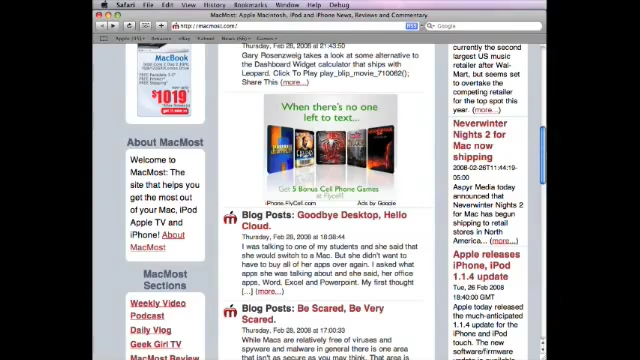 Safari File Edit View History Bookmarks Window Help Debug
MacMost: Apple Macintosh, iPod and iPhone News, Reviews and Commentary
http://macmost.com/
RSS
Google
Apple
Amazon
News
Games
MacBook
$1019
About MacMost
Welcome to
MacMost: The
site that helps you
get the most out
of your Mac, iPod
Apple TV and
iPhone! About
MacMost
MacMost
Sections
Weekly Video
Podcast
Daily Vlog
Geek Girl TV
MacMost Review
Thursday, Feb 28, 2008 at 21:43:50
Gary Rosenzweig takes a look at some alternative to
the Dashboard Widget calculator that ships with
Leopard. Click To Play play_blip_movie_710062();
Share This (more...)
When there's no one
left to text...
Get 5 Bonus Cell Phone Games
at Flycell!
iPhone.FlyCell.com Ads by Google
Blog Posts: Goodbye Desktop, Hello
Cloud.
Thursday, Feb 28, 2008 at 18:38:44
I was talking to one of my students and she said that
she would switch to a Mac. But she didn't want to
have to buy all of her apps over again. I asked what
apps she was talking about and she said, her office
apps, Word, Excel and Powerpoint. My first thought
[...] (more...)
Blog Posts: Be Scared, Be Very
Scared.
Thursday, Feb 28, 2008 at 17:00:33
While Macs are relatively free of viruses and
spyware and malware in general there is one area
that isn't as secure as you may think. That area is
currently the second-
largest US music
retailer after Wal-
Mart, but seems set
to overtake the
competing retailer
for the top spot this
year. (more...)
Neverwinter
Nights 2 for
Mac now
shipping
2008-02-26T11:44:19-
05:00
Aspyr Media today
announced that
Neverwinter Nights 2
for Mac has begun
shipping to retail
stores in North
America... (more...)
Apple releases
iPhone, iPod
1.1.4 update
Tue, 26 Feb 2008
18:40:00 GMT
Apple today released
the much-anticipated
1.1.4 update for the
iPhone and iPod
touch. The new
software/firmware